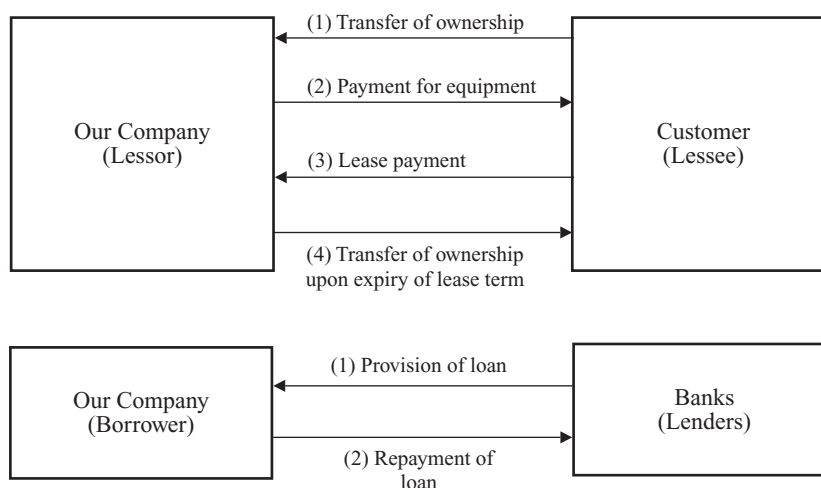 (1) Transfer of ownership
(2) Payment for equipment
Our Company
(Lessor)
Customer
(Lessee)
(3) Lease payment
(4) Transfer of ownership
upon expiry of lease term
(1) Provision of loan
Our Company
(Borrower)
Banks
(Lenders)
(2) Repayment of
loan